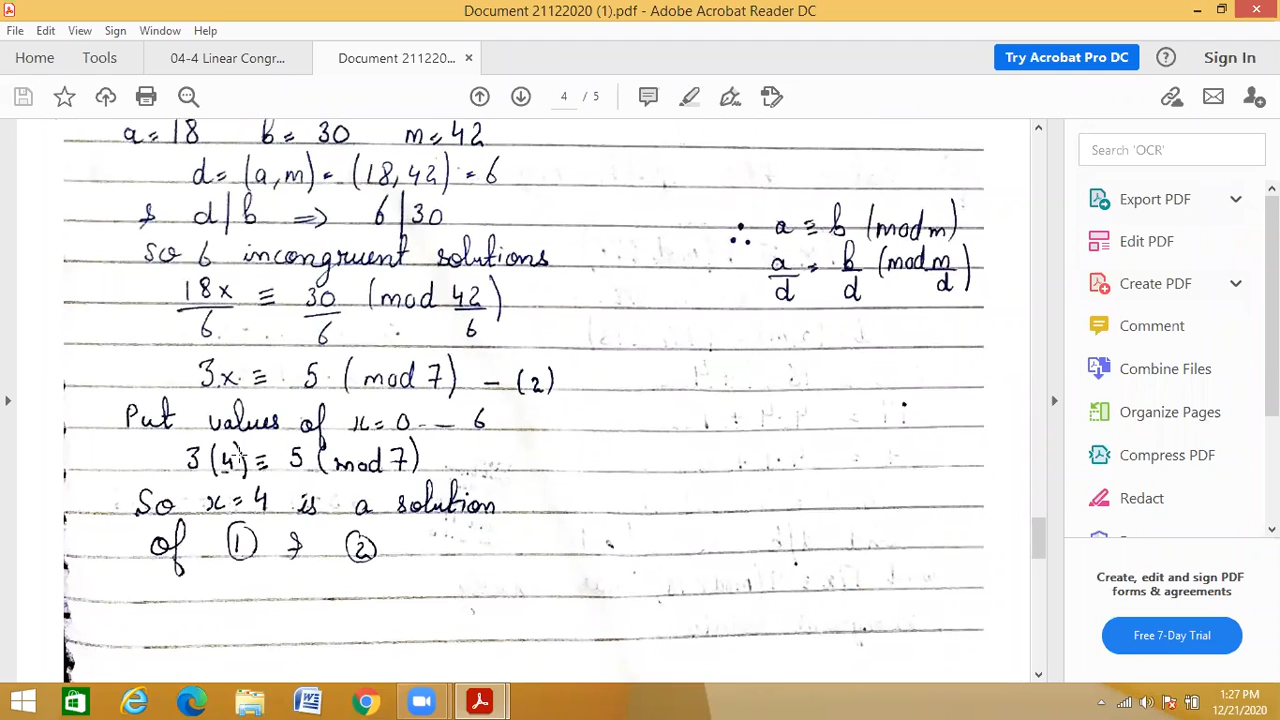 Document 21122020 (1).pdf - Adobe Acrobat Reader DC
File Edit View Sign Window Help
Home Tools 04-4 Linear Congr... Document 211220... × Try Acrobat Pro DC Sign In
4 / 5
a = 18 b = 30 m = 42
d = (a, m) = (18, 42) = 6
& d | b => 6 | 30
So 6 incongruent solutions
18x/6 ≡ 30/6 (mod 42/6)
∴ a ≡ b (mod m)
a/d = b/d (mod m/d)
3x ≡ 5 (mod 7) - (2)
Put values of x = 0 -- 6
3(4) ≡ 5 (mod 7)
So x = 4 is a solution
of ① & ②
Search 'OCR'
Export PDF
Edit PDF
Create PDF
Comment
Combine Files
Organize Pages
Compress PDF
Redact
Create, edit and sign PDF
forms & agreements
Free 7-Day Trial
1:27 PM
12/21/2020